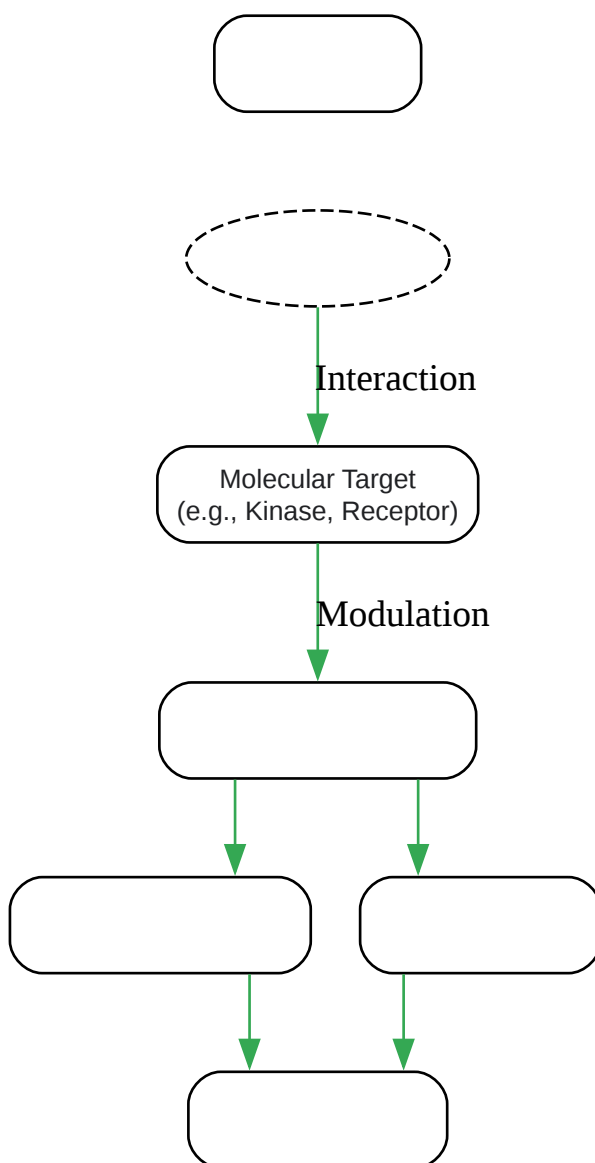 Interaction
Molecular Target
(e.g., Kinase, Receptor)
Modulation